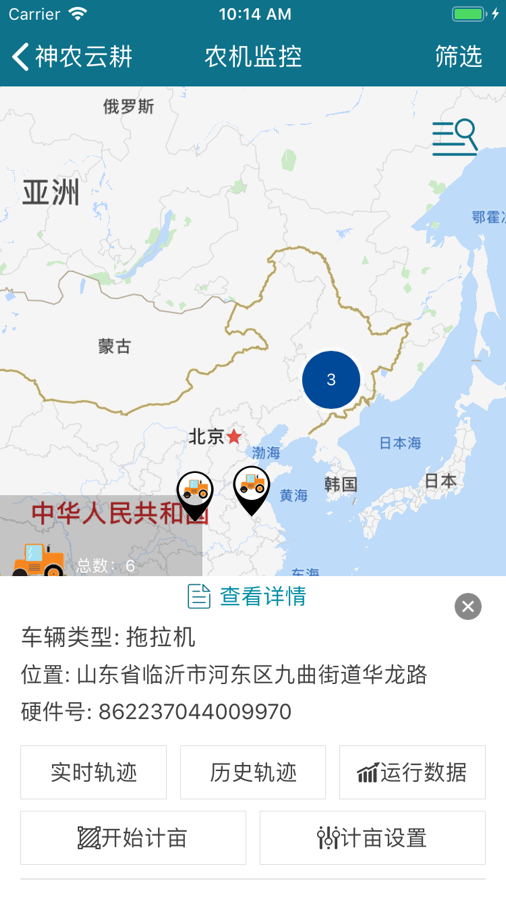 Carrier 10:14 AM
神农云耕 农机监控 筛选
俄罗斯
亚洲
鄂霍次
蒙古
3
北京
渤海
日本海
黄海
韩国
日本
中华人民共和国
总数: 6
东海
查看详情
车辆类型: 拖拉机
位置: 山东省临沂市河东区九曲街道华龙路
硬件号: 862237044009970
实时轨迹 历史轨迹 运行数据
开始计亩 计亩设置